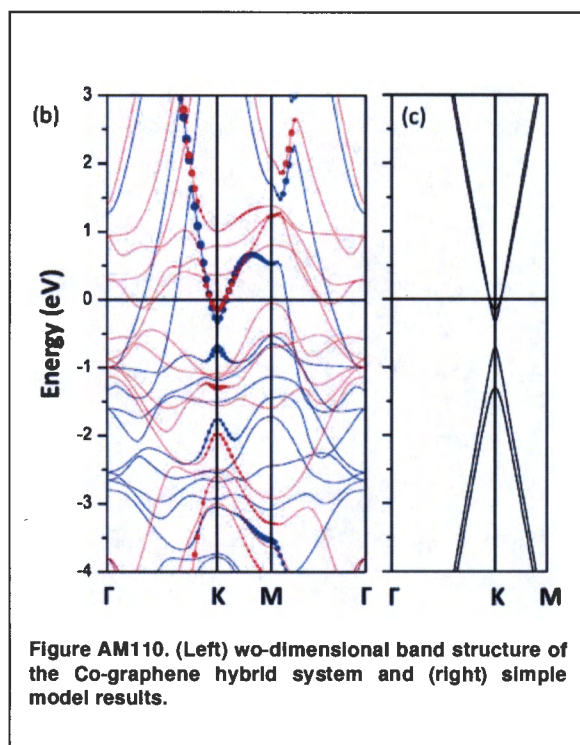 (b)
(c)
3
2
1
0
-1
-2
-3
-4
Energy (eV)
Γ K M Γ
Γ K M
Figure AM110. (Left) wo-dimensional band structure of
the Co-graphene hybrid system and (right) simple
model results.